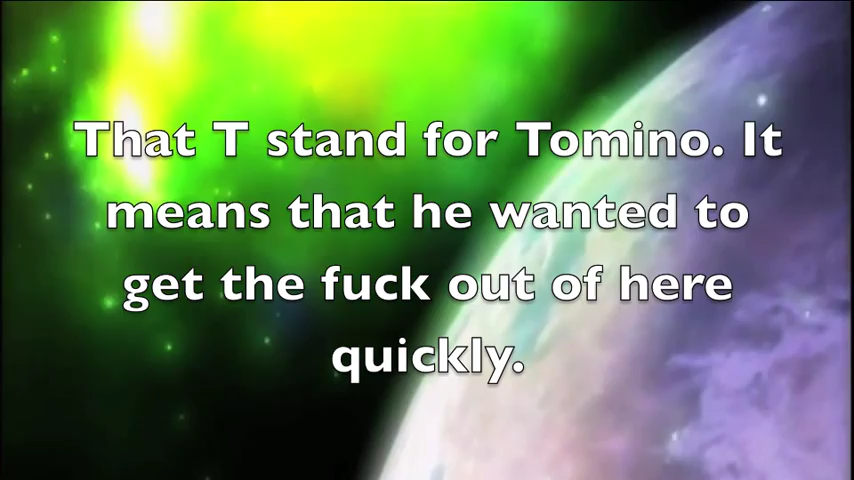 That T stand for Tomino. It
means that he wanted to
get the fuck out of here
quickly.